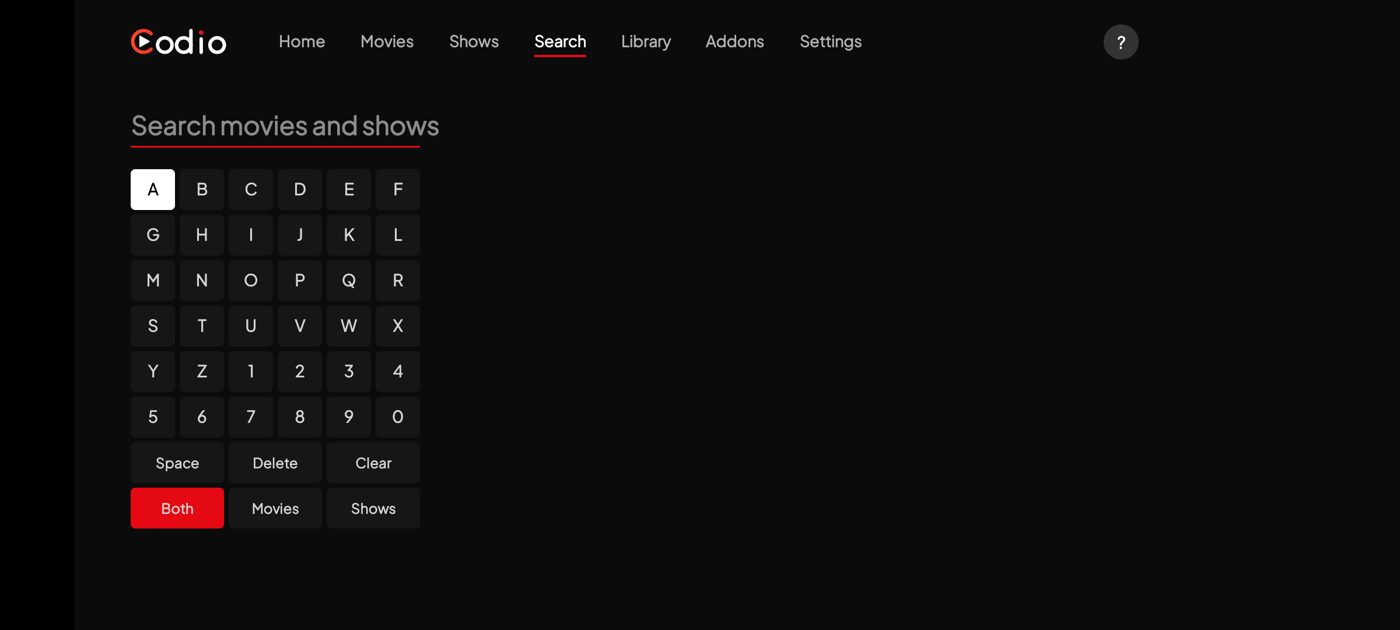 Codio Home Movies Shows Search Library Addons Settings ?
Search movies and shows
A B C D E F
G H I J K L
M N O P Q R
S T U V W X
Y Z 1 2 3 4
5 6 7 8 9 0
Space Delete Clear
Both Movies Shows